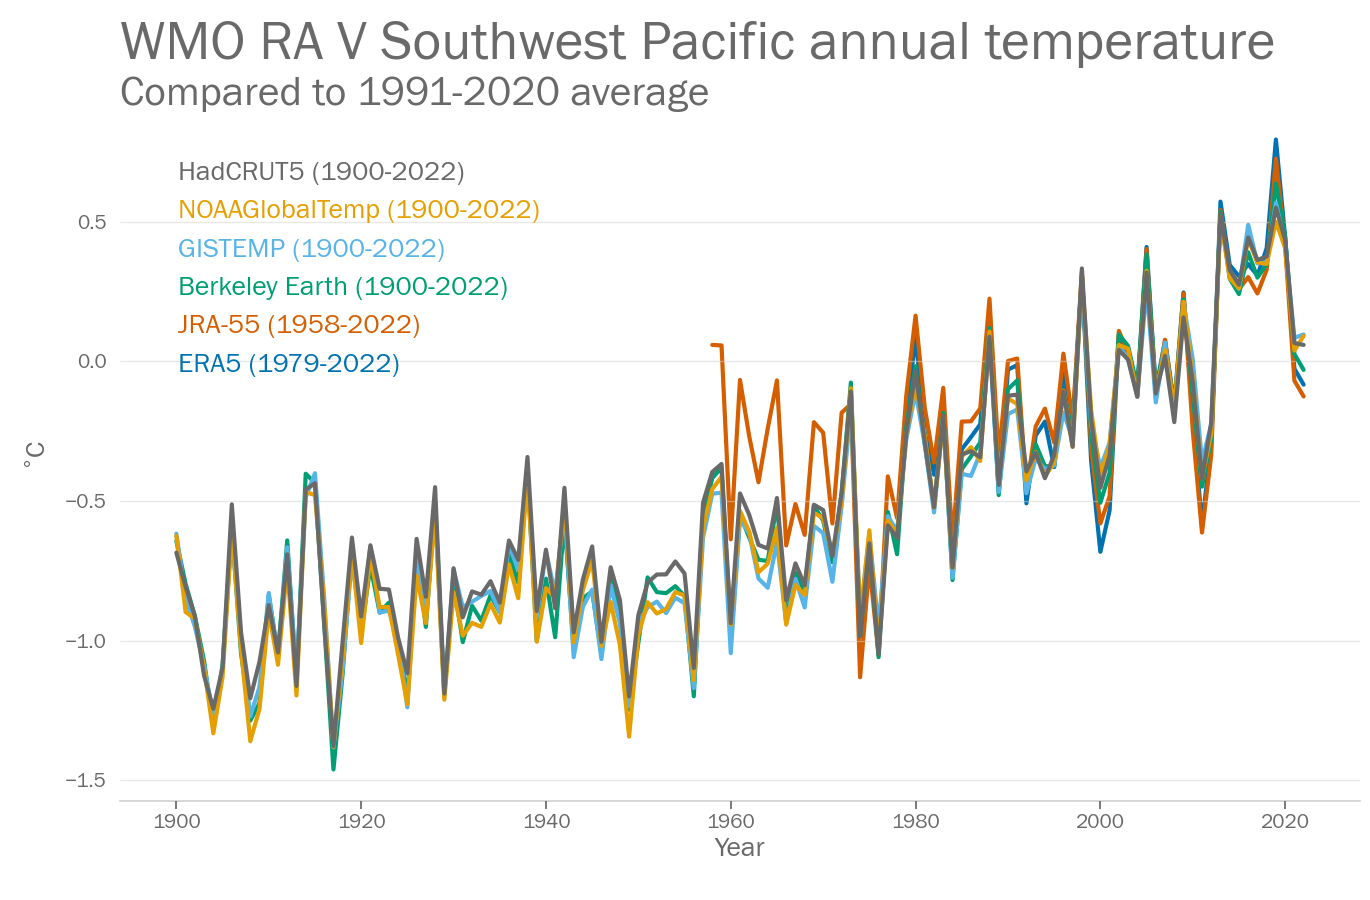 WMO RA V Southwest Pacific annual temperature
Compared to 1991-2020 average
HadCRUT5 (1900-2022)
NOAAGlobalTemp (1900-2022)
GISTEMP (1900-2022)
Berkeley Earth (1900-2022)
JRA-55 (1958-2022)
ERA5 (1979-2022)
0.5
0.0
−0.5
−1.0
−1.5
°C
1900 1920 1940 1960 1980 2000 2020
Year